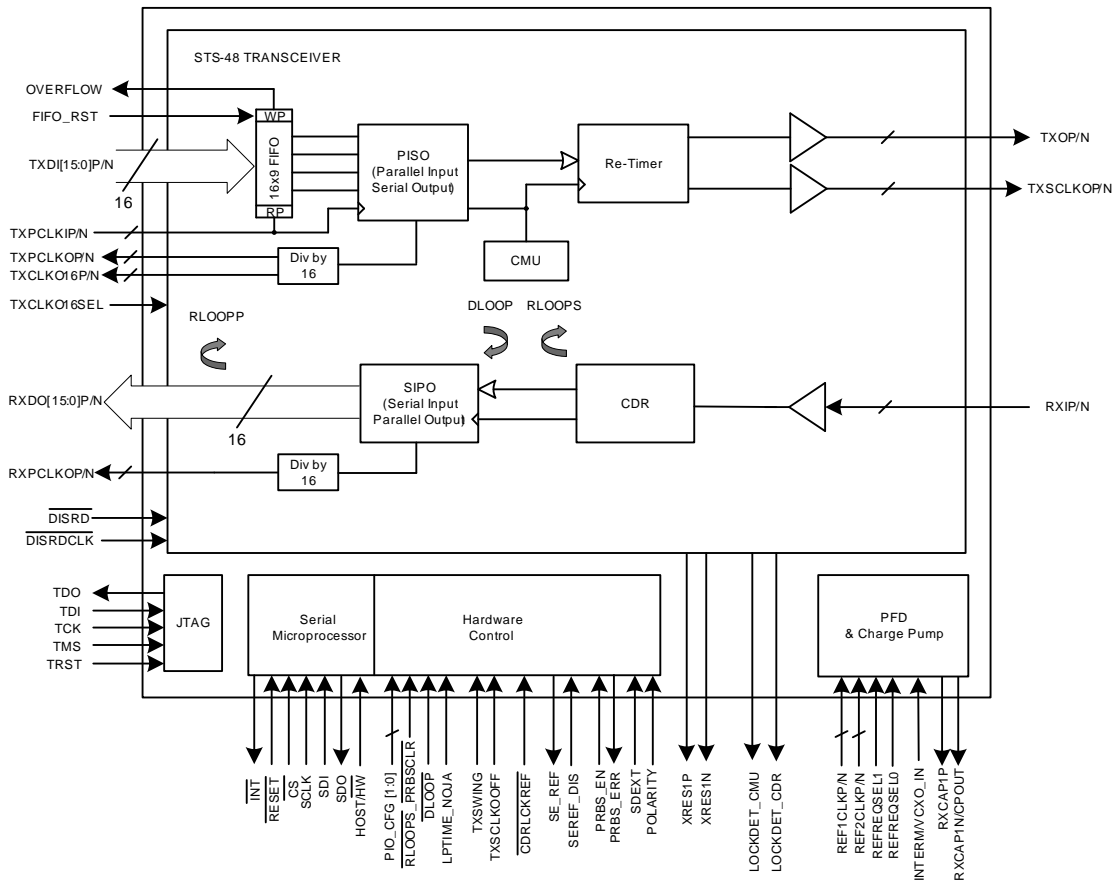 STS-48 TRANSCEIVER
OVERFLOW
FIFO_RST
TXDI[15:0]P/N
16
TXPCLKIP/N
TXPCLKOP/N
TXCLKO16P/N
TXCLKO16SEL
WP
16x9 FIFO
RP
PISO
(Parallel Input
Serial Output)
Re-Timer
TXOP/N
TXSCLKOP/N
Div by
16
CMU
RLOOPP
DLOOP
RLOOPS
RXDO[15:0]P/N
16
SIPO
(Serial Input
Parallel Output)
CDR
RXIP/N
RXPCLKOP/N
Div by
16
DISRD
DISRDCLK
TDO
TDI
TCK
TMS
TRST
JTAG
Serial
Microprocessor
Hardware
Control
PFD
& Charge Pump
INT
RESET
CS
SCLK
SDI
SDO
HOST/HW
PIO_CFG [1:0]
RLOOPS_PRBSCLR
DLOOP
LPTIME_NOJA
TXSWING
TXSCLKOOFF
CDRLCKREF
SE_REF
SEREF_DIS
PRBS_EN
PRBS_ERR
SDEXT
POLARITY
XRES1P
XRES1N
LOCKDET_CMU
LOCKDET_CDR
REF1CLKP/N
REF2CLKP/N
REFREQSEL1
REFREQSEL0
INTERM/VCXO_IN
RXCAP1P
RXCAP1N/CPOUT